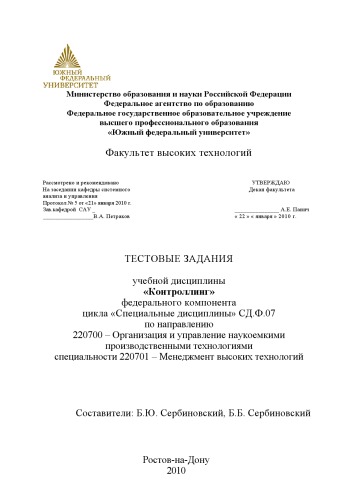 ЮЖНЫЙ
ФЕДЕРАЛЬНЫЙ
УНИВЕРСИТЕТ
Министерство образования и науки Российской Федерации
Федеральное агентство по образованию
Федеральное государственное образовательное учреждение
высшего профессионального образования
«Южный федеральный университет»
Факультет высоких технологий
Рассмотрено и рекомендовано
На заседании кафедры системного
анализа и управления
Протокол № 5 от «21» января 2010 г.
Зав.кафедрой САУ
В.А. Петраков
УТВЕРЖДАЮ
Декан факультета
А.Е. Панич
« 22 » « января » 2010 г.
ТЕСТОВЫЕ ЗАДАНИЯ
учебной дисциплины
«Контроллинг»
федерального компонента
цикла «Специальные дисциплины» СД.Ф.07
по направлению
220700 – Организация и управление наукоемкими
производственными технологиями
специальности 220701 – Менеджмент высоких технологий
Составители: Б.Ю. Сербиновский, Б.Б. Сербиновский
Ростов-на-Дону
2010